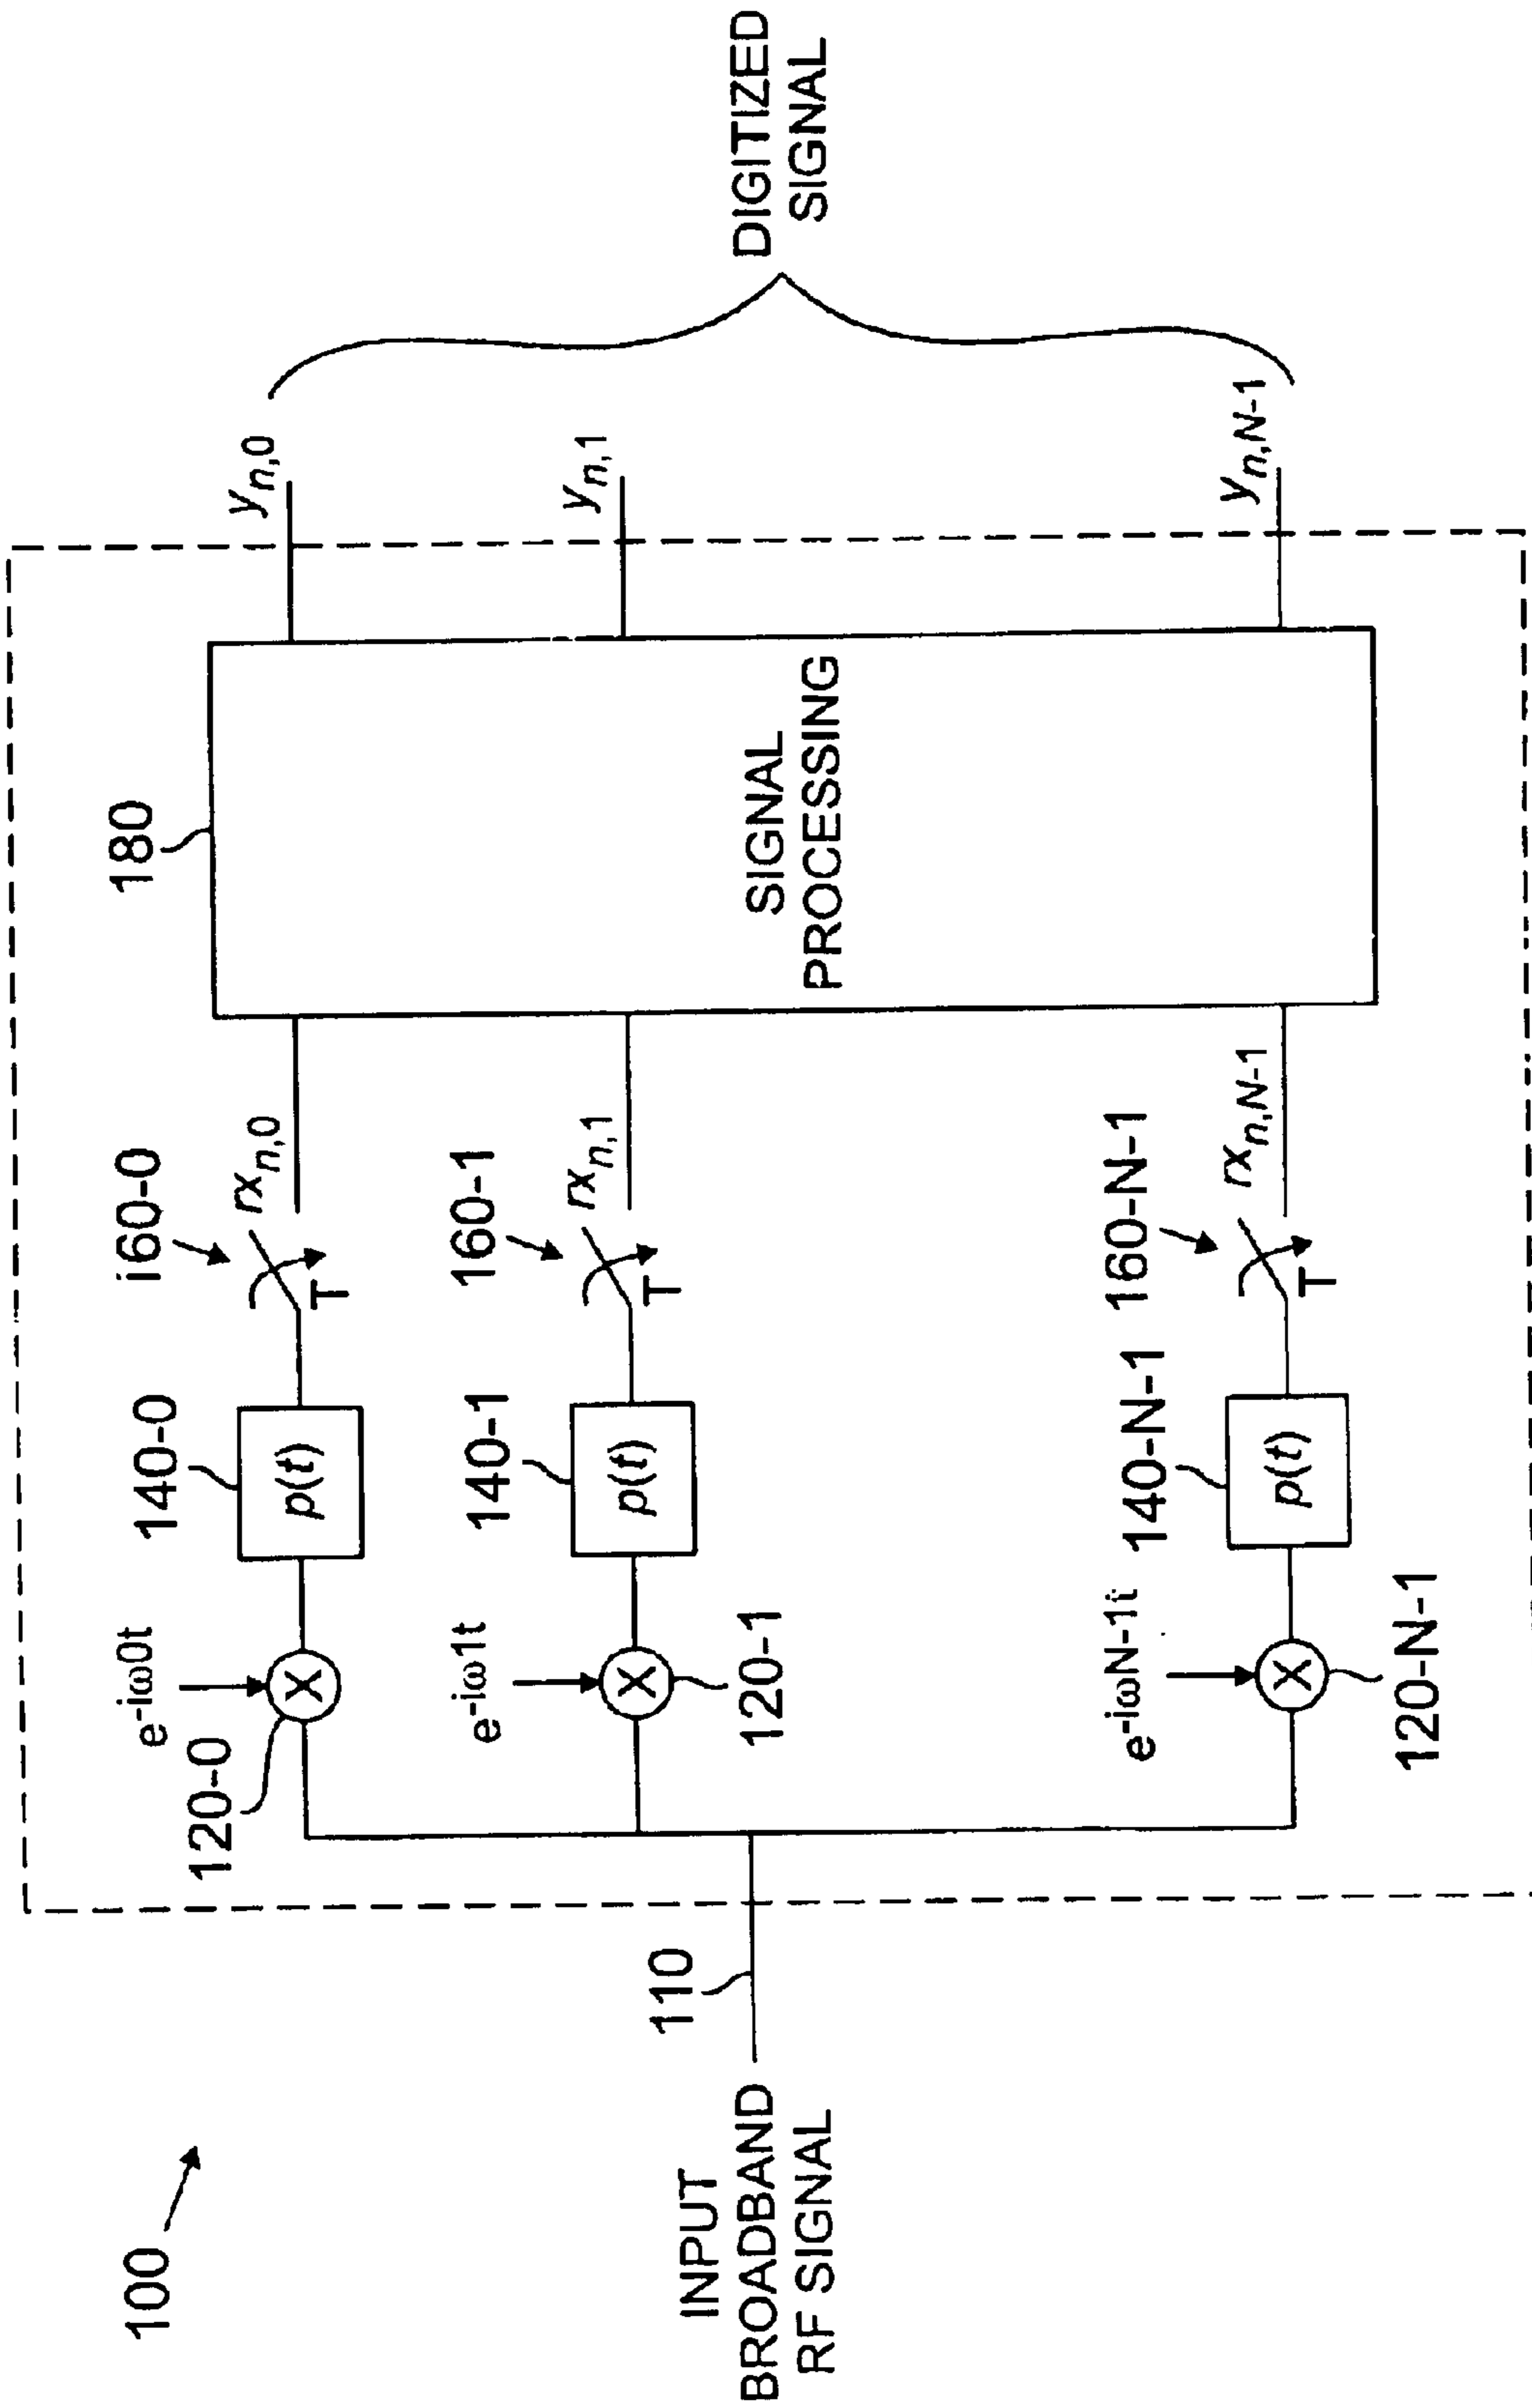 100
INPUT
BROADBAND
RF SIGNAL
110
120-0
e-iω0t
140-0
p(t)
i60-0
T
rxn,0
e-iω1t
120-1
140-1
p(t)
160-1
T
rxn,1
e-iωN-1t
120-N-1
140-N-1
p(t)
160-N-1
T
rxn,N-1
180
SIGNAL
PROCESSING
yn,0
yn,1
yn,N-1
DIGITIZED
SIGNAL
X
X
X